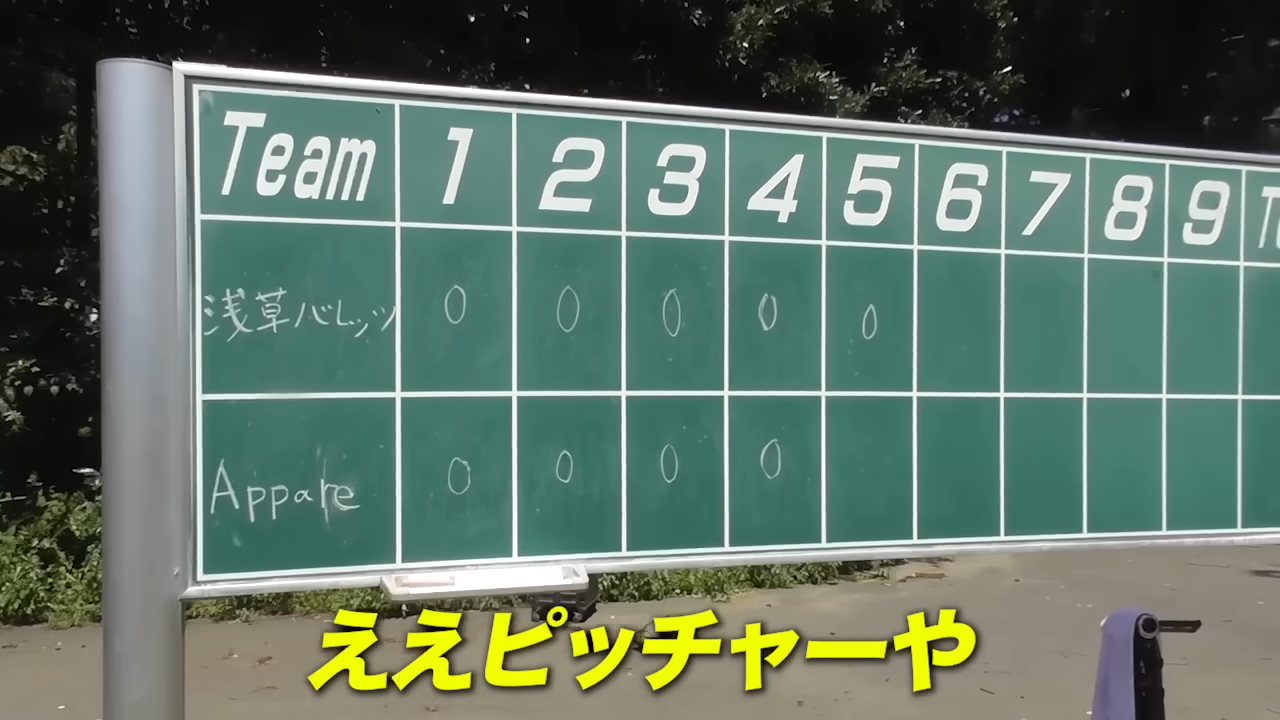 Team 1 2 3 4 5 6 7 8 9
浅草バレッツ 0 0 0 0 0
Appare 0 0 0 0
ええピッチャーや